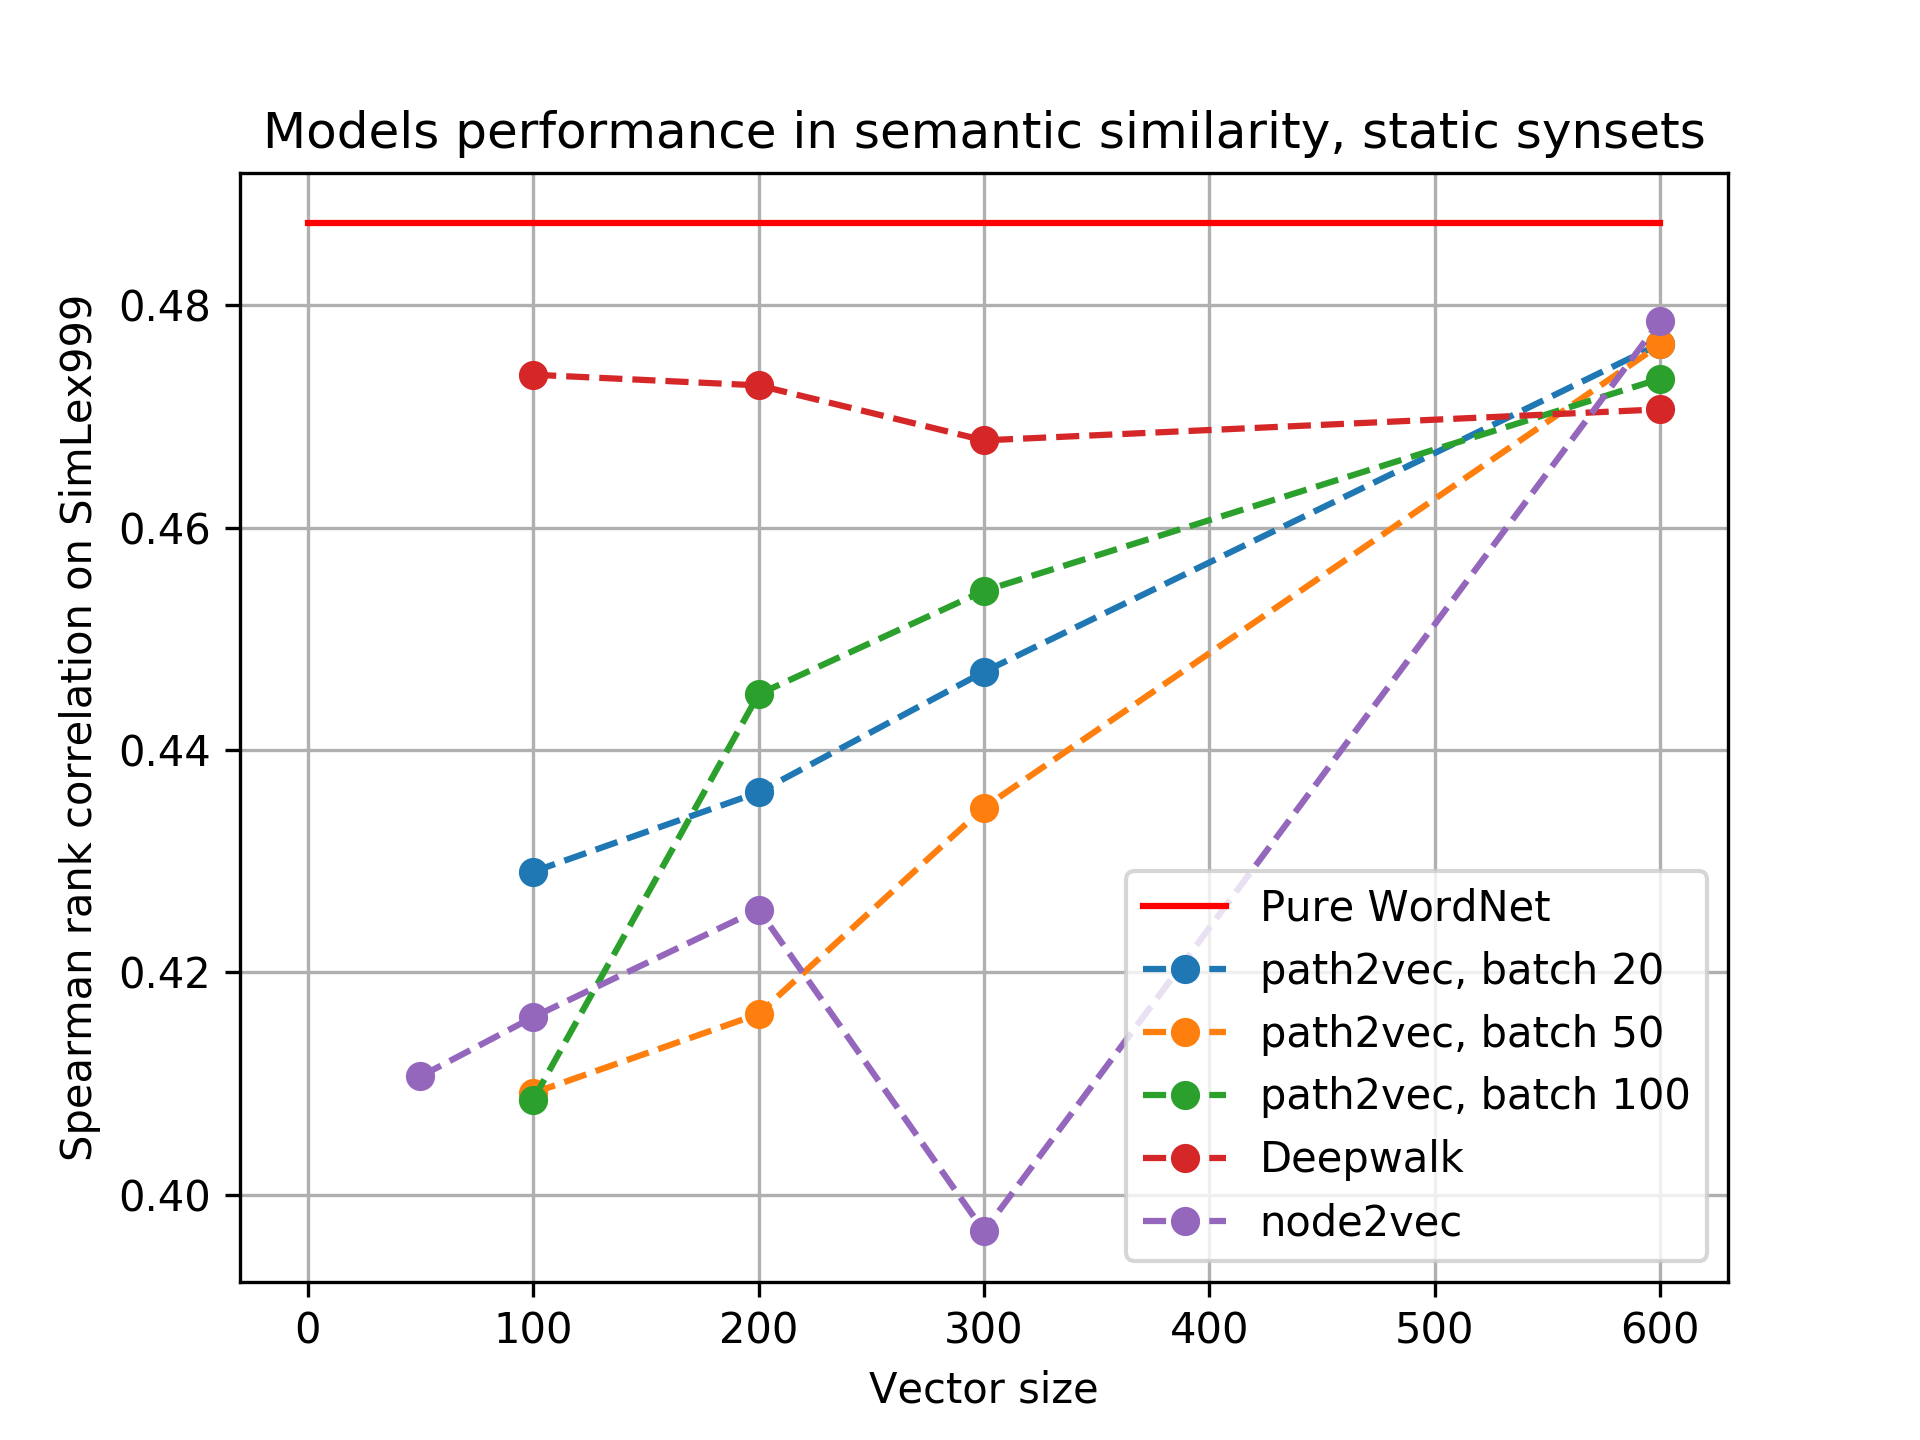 Models performance in semantic similarity, static synsets
Spearman rank correlation on SimLex999
0.48
0.46
0.44
0.42
0.40
0 100 200 300 400 500 600
Vector size
Pure WordNet
path2vec, batch 20
path2vec, batch 50
path2vec, batch 100
Deepwalk
node2vec